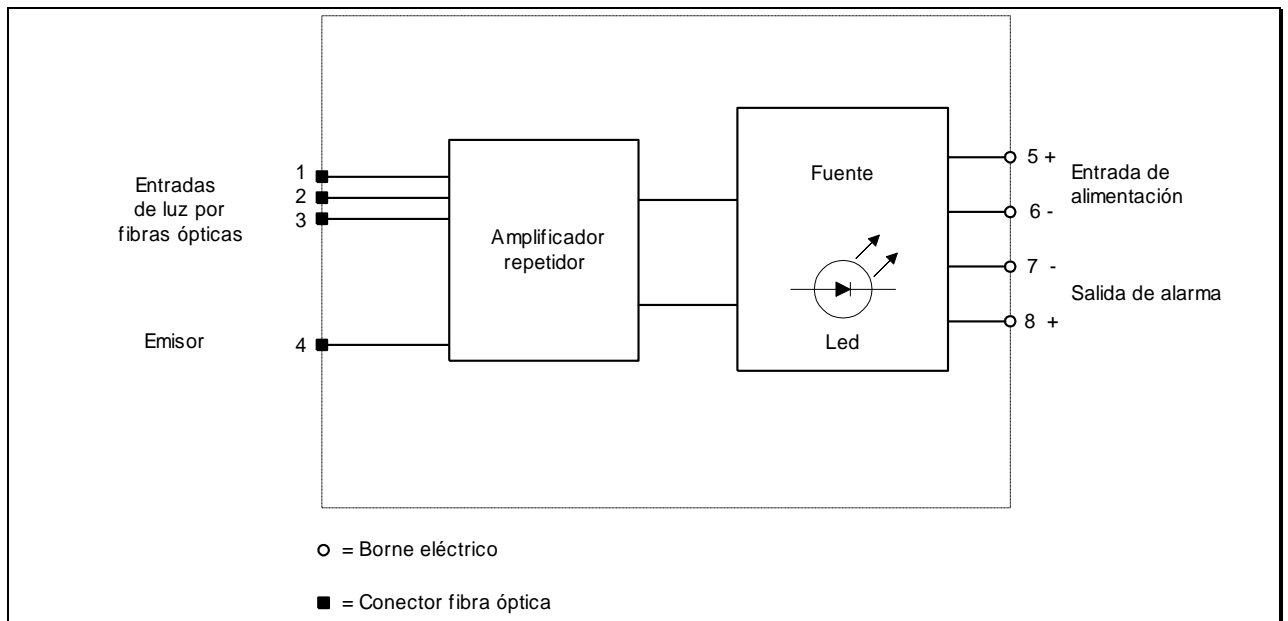 Entradas
de luz por
fibras ópticas
1
2
3
Emisor
4
Amplificador
repetidor
Fuente
Led
5 +
6 -
Entrada de
alimentación
7 -
8 +
Salida de alarma
= Borne eléctrico
= Conector fibra óptica